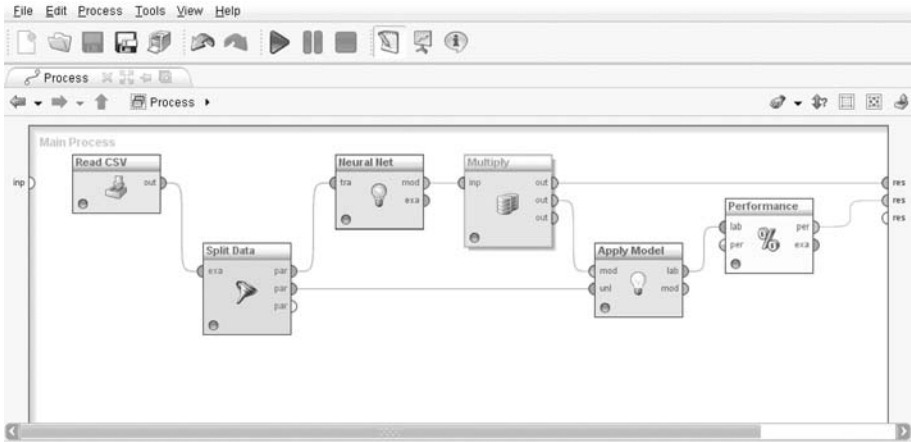 File Edit Process Tools View Help
Process
Process
Main Process
Read CSV
inp
out
Split Data
exa
par
par
par
Neural Net
tra
mod
exa
Multiply
inp
out
out
out
Apply Model
mod
unl
lab
mod
Performance
lab
per
per
exa
res
res
res